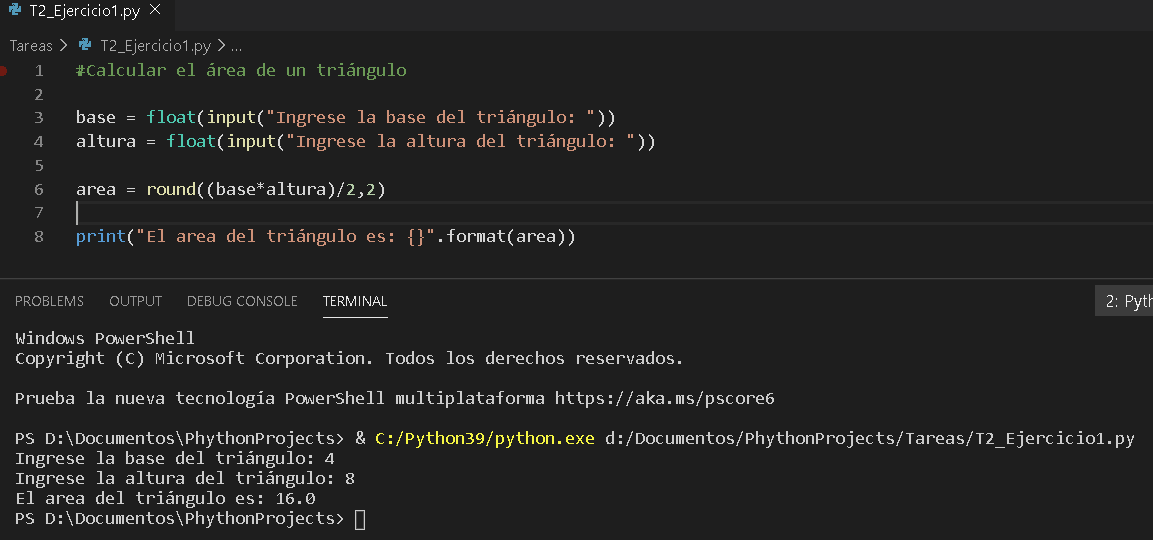 T2_Ejercicio1.py
Tareas > T2_Ejercicio1.py > ...
1 #Calcular el área de un triángulo
2
3 base = float(input("Ingrese la base del triángulo: "))
4 altura = float(input("Ingrese la altura del triángulo: "))
5
6 area = round((base*altura)/2,2)
7
8 print("El area del triángulo es: {}".format(area))
PROBLEMS OUTPUT DEBUG CONSOLE TERMINAL 2: Pyth
Windows PowerShell
Copyright (C) Microsoft Corporation. Todos los derechos reservados.
Prueba la nueva tecnología PowerShell multiplataforma https://aka.ms/pscore6
PS D:\Documentos\PhythonProjects> & C:/Python39/python.exe d:/Documentos/PhythonProjects/Tareas/T2_Ejercicio1.py
Ingrese la base del triángulo: 4
Ingrese la altura del triángulo: 8
El area del triángulo es: 16.0
PS D:\Documentos\PhythonProjects>